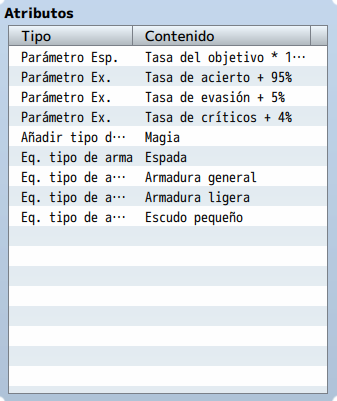 Atributos
Tipo Contenido
Parámetro Esp. Tasa del objetivo * 1···
Parámetro Ex. Tasa de acierto + 95%
Parámetro Ex. Tasa de evasión + 5%
Parámetro Ex. Tasa de críticos + 4%
Añadir tipo d··· Magia
Eq. tipo de arma Espada
Eq. tipo de a··· Armadura general
Eq. tipo de a··· Armadura ligera
Eq. tipo de a··· Escudo pequeño